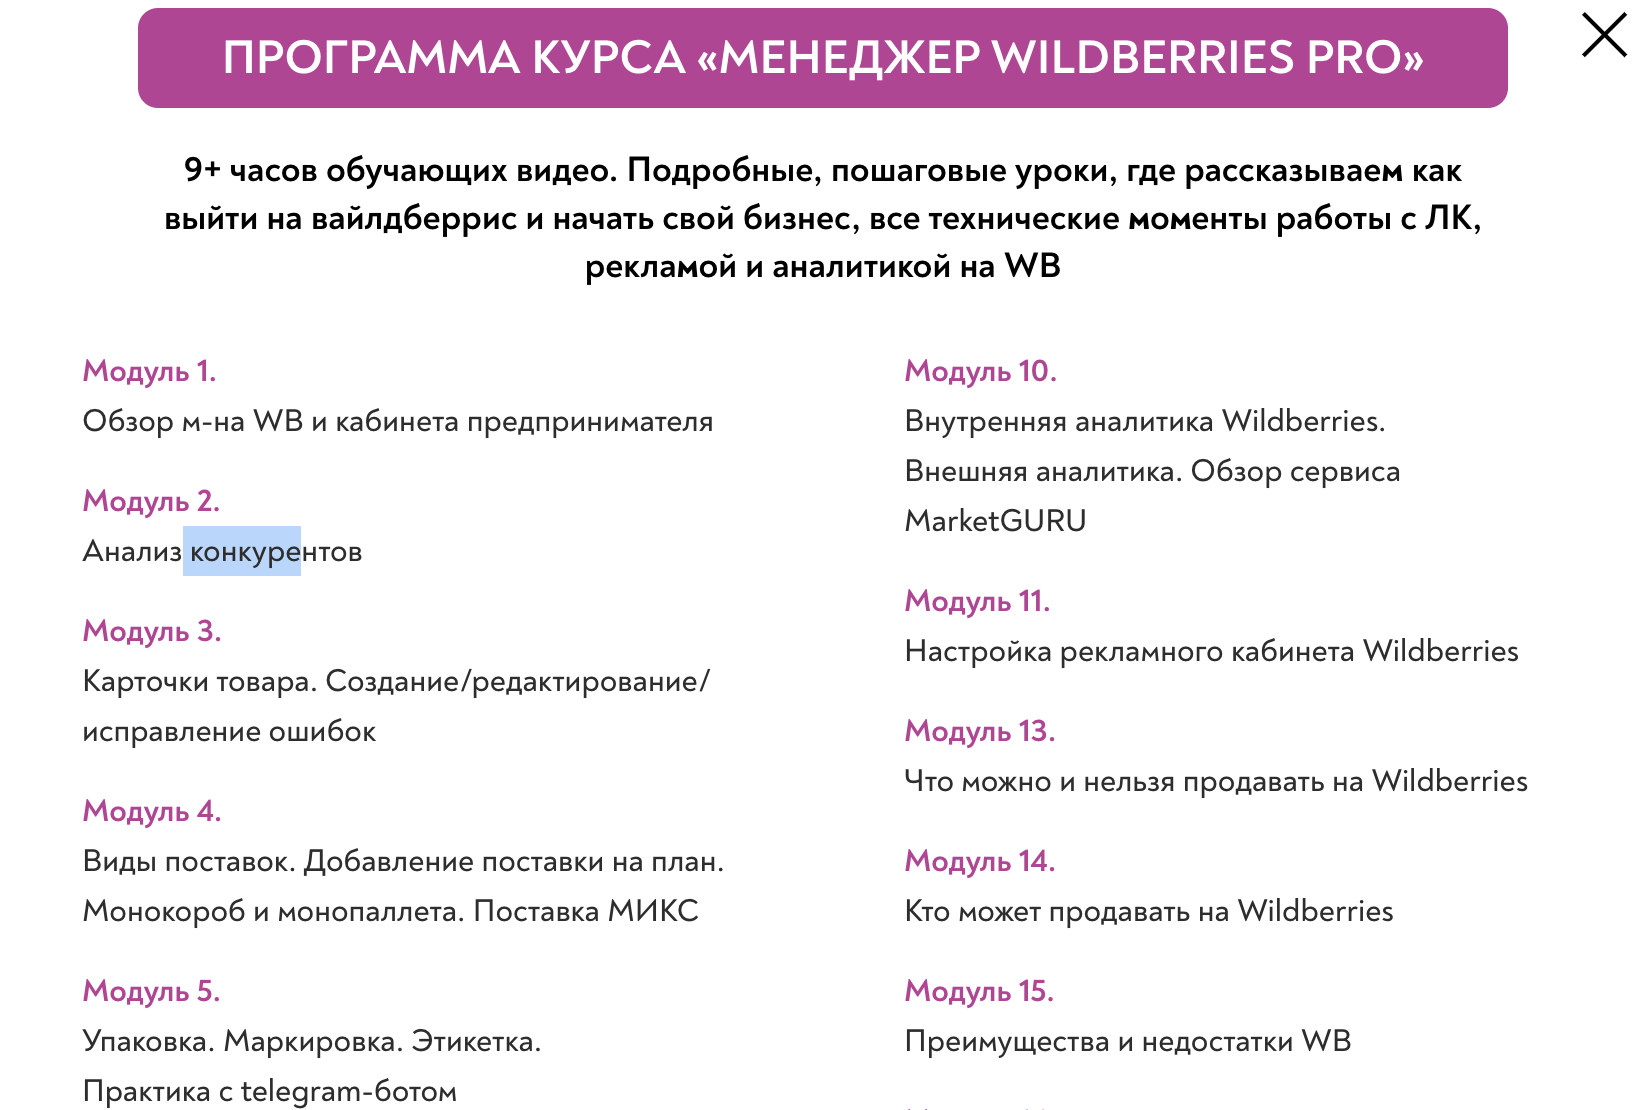 ПРОГРАММА КУРСА «МЕНЕДЖЕР WILDBERRIES PRO»
9+ часов обучающих видео. Подробные, пошаговые уроки, где рассказываем как
выйти на вайлдберрис и начать свой бизнес, все технические моменты работы с ЛК,
рекламой и аналитикой на WB
Модуль 1.
Обзор м-на WB и кабинета предпринимателя
Модуль 2.
Анализ конкурентов
Модуль 3.
Карточки товара. Создание/редактирование/
исправление ошибок
Модуль 4.
Виды поставок. Добавление поставки на план.
Монокороб и монопаллета. Поставка МИКС
Модуль 5.
Упаковка. Маркировка. Этикетка.
Практика с telegram-ботом
Модуль 10.
Внутренняя аналитика Wildberries.
Внешняя аналитика. Обзор сервиса
MarketGURU
Модуль 11.
Настройка рекламного кабинета Wildberries
Модуль 13.
Что можно и нельзя продавать на Wildberries
Модуль 14.
Кто может продавать на Wildberries
Модуль 15.
Преимущества и недостатки WB